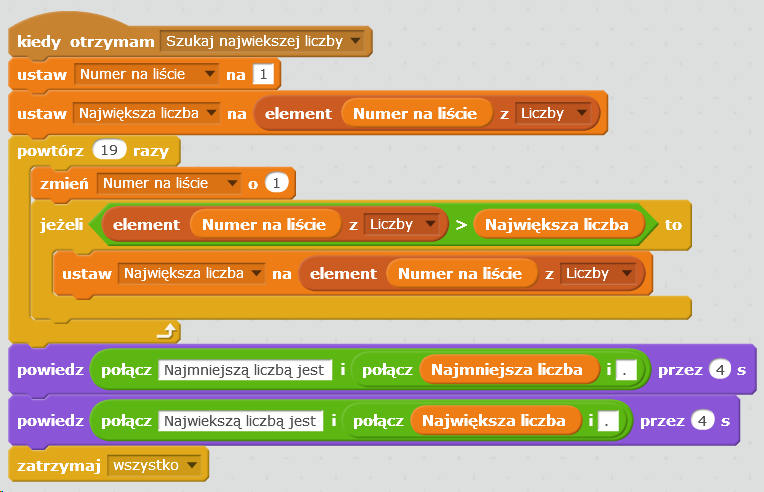 kiedy otrzymam Szukaj najwiekszej liczby
ustaw Numer na liście na 1
ustaw Największa liczba na element Numer na liście z Liczby
powtórz 19 razy
zmień Numer na liście o 1
jeżeli element Numer na liście z Liczby > Największa liczba to
ustaw Największa liczba na element Numer na liście z Liczby
powiedz połącz Najmniejszą liczbą jest i połącz Najmniejsza liczba i . przez 4 s
powiedz połącz Najwiekszą liczbą jest i połącz Największa liczba i . przez 4 s
zatrzymaj wszystko